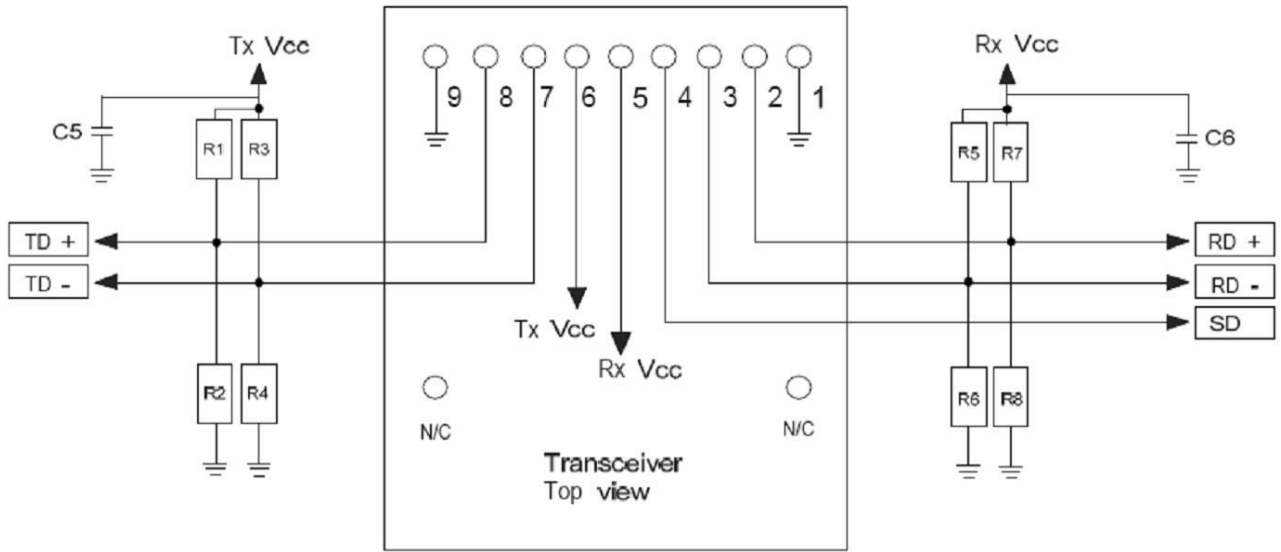 Tx Vcc
Rx Vcc
9 8 7 6 5 4 3 2 1
C5
R1 R3
R5 R7
C6
TD +
RD +
TD -
RD -
SD
Tx Vcc
Rx Vcc
R2 R4
R6 R8
N/C
N/C
Transceiver
Top view